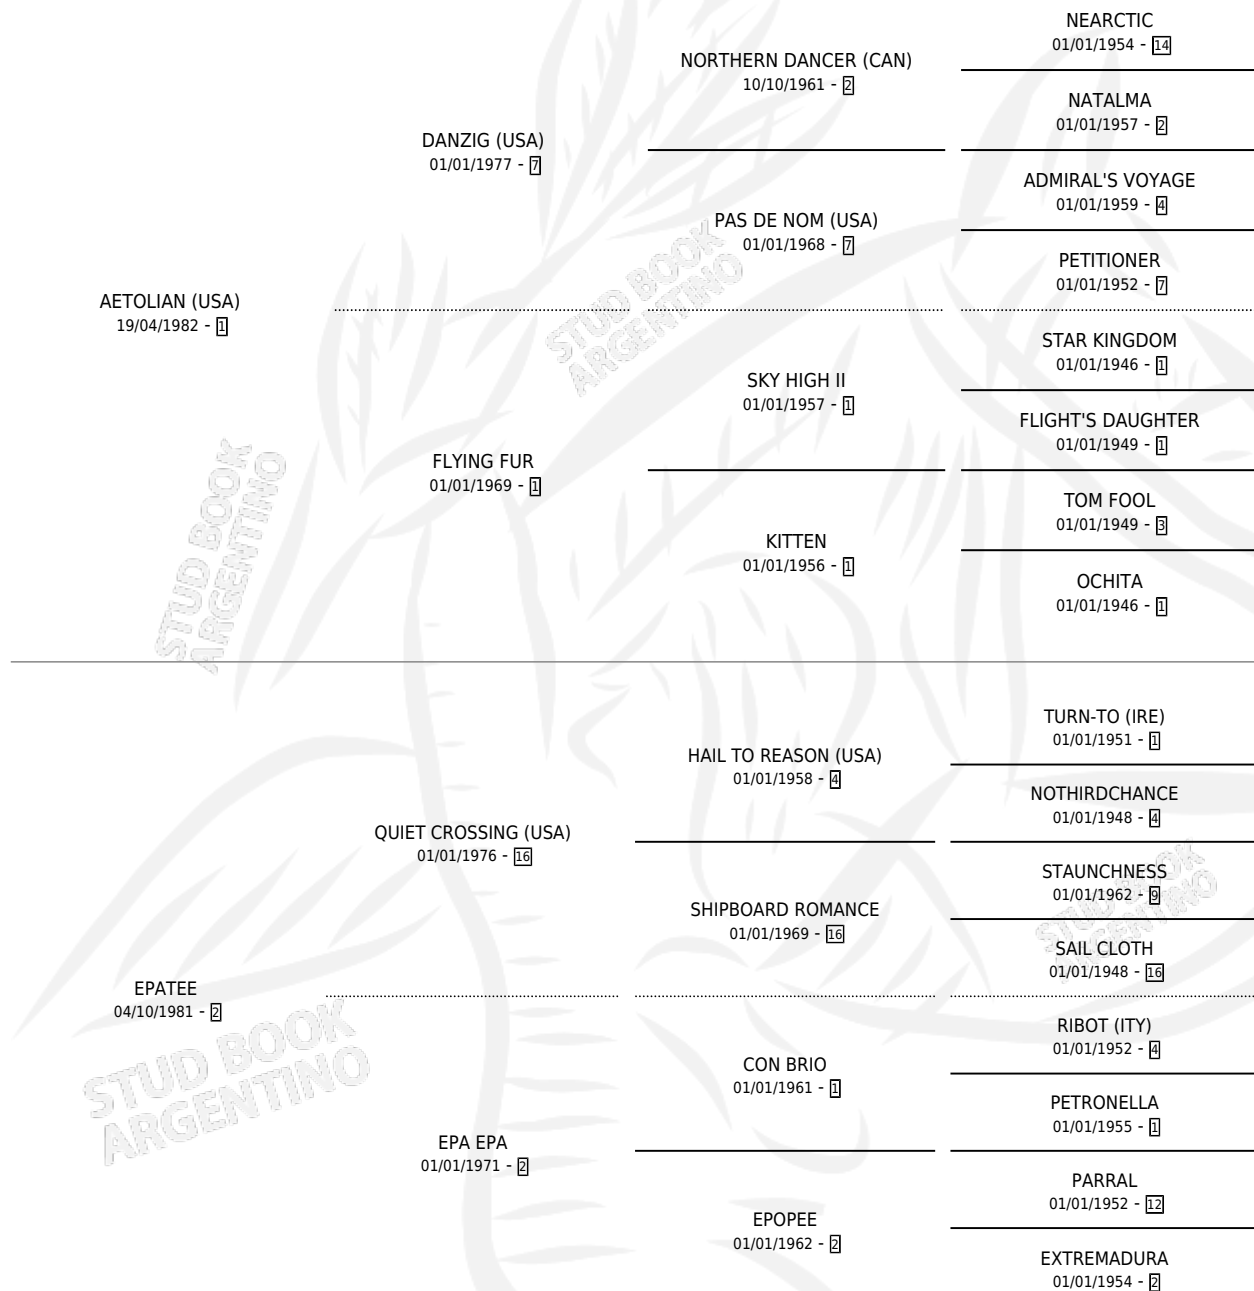 NEARCTIC
01/01/1954 - 14
NORTHERN DANCER (CAN)
10/10/1961 - 2
NATALMA
01/01/1957 - 2
DANZIG (USA)
01/01/1977 - 7
ADMIRAL'S VOYAGE
01/01/1959 - 4
PAS DE NOM (USA)
01/01/1968 - 7
PETITIONER
01/01/1952 - 7
AETOLIAN (USA)
19/04/1982 - 1
STAR KINGDOM
01/01/1946 - 1
SKY HIGH II
01/01/1957 - 1
FLIGHT'S DAUGHTER
01/01/1949 - 1
FLYING FUR
01/01/1969 - 1
TOM FOOL
01/01/1949 - 3
KITTEN
01/01/1956 - 1
OCHITA
01/01/1946 - 1
TURN-TO (IRE)
01/01/1951 - 1
HAIL TO REASON (USA)
01/01/1958 - 4
NOTHIRDCHANCE
01/01/1948 - 4
QUIET CROSSING (USA)
01/01/1976 - 16
STAUNCHNESS
01/01/1962 - 9
SHIPBOARD ROMANCE
01/01/1969 - 16
SAIL CLOTH
01/01/1948 - 16
EPATEE
04/10/1981 - 2
RIBOT (ITY)
01/01/1952 - 4
CON BRIO
01/01/1961 - 1
PETRONELLA
01/01/1955 - 1
EPA EPA
01/01/1971 - 2
PARRAL
01/01/1952 - 12
EPOPEE
01/01/1962 - 2
EXTREMADURA
01/01/1954 - 2
STUD BOOK
ARGENTINO
STUD BOOK
ARGENTINO
STUD BOOK
ARGENTINO
STUD BOOK
ARGENTINO